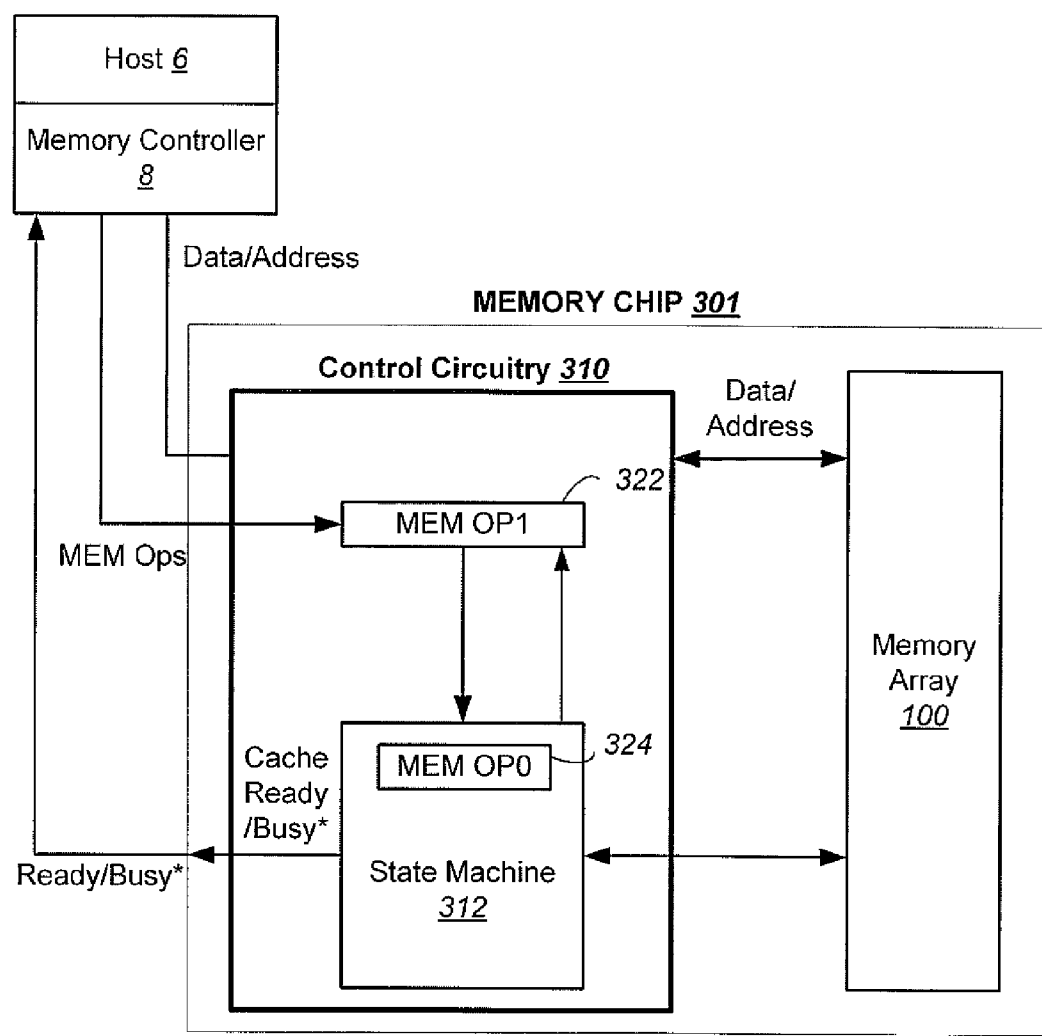 Host 6
Memory Controller
8
Data/Address
MEMORY CHIP 301
Control Circuitry 310
Data/
Address
322
MEM OP1
MEM Ops
Memory
Array
100
324
MEM OP0
Cache
Ready
/Busy*
Ready/Busy*
State Machine
312